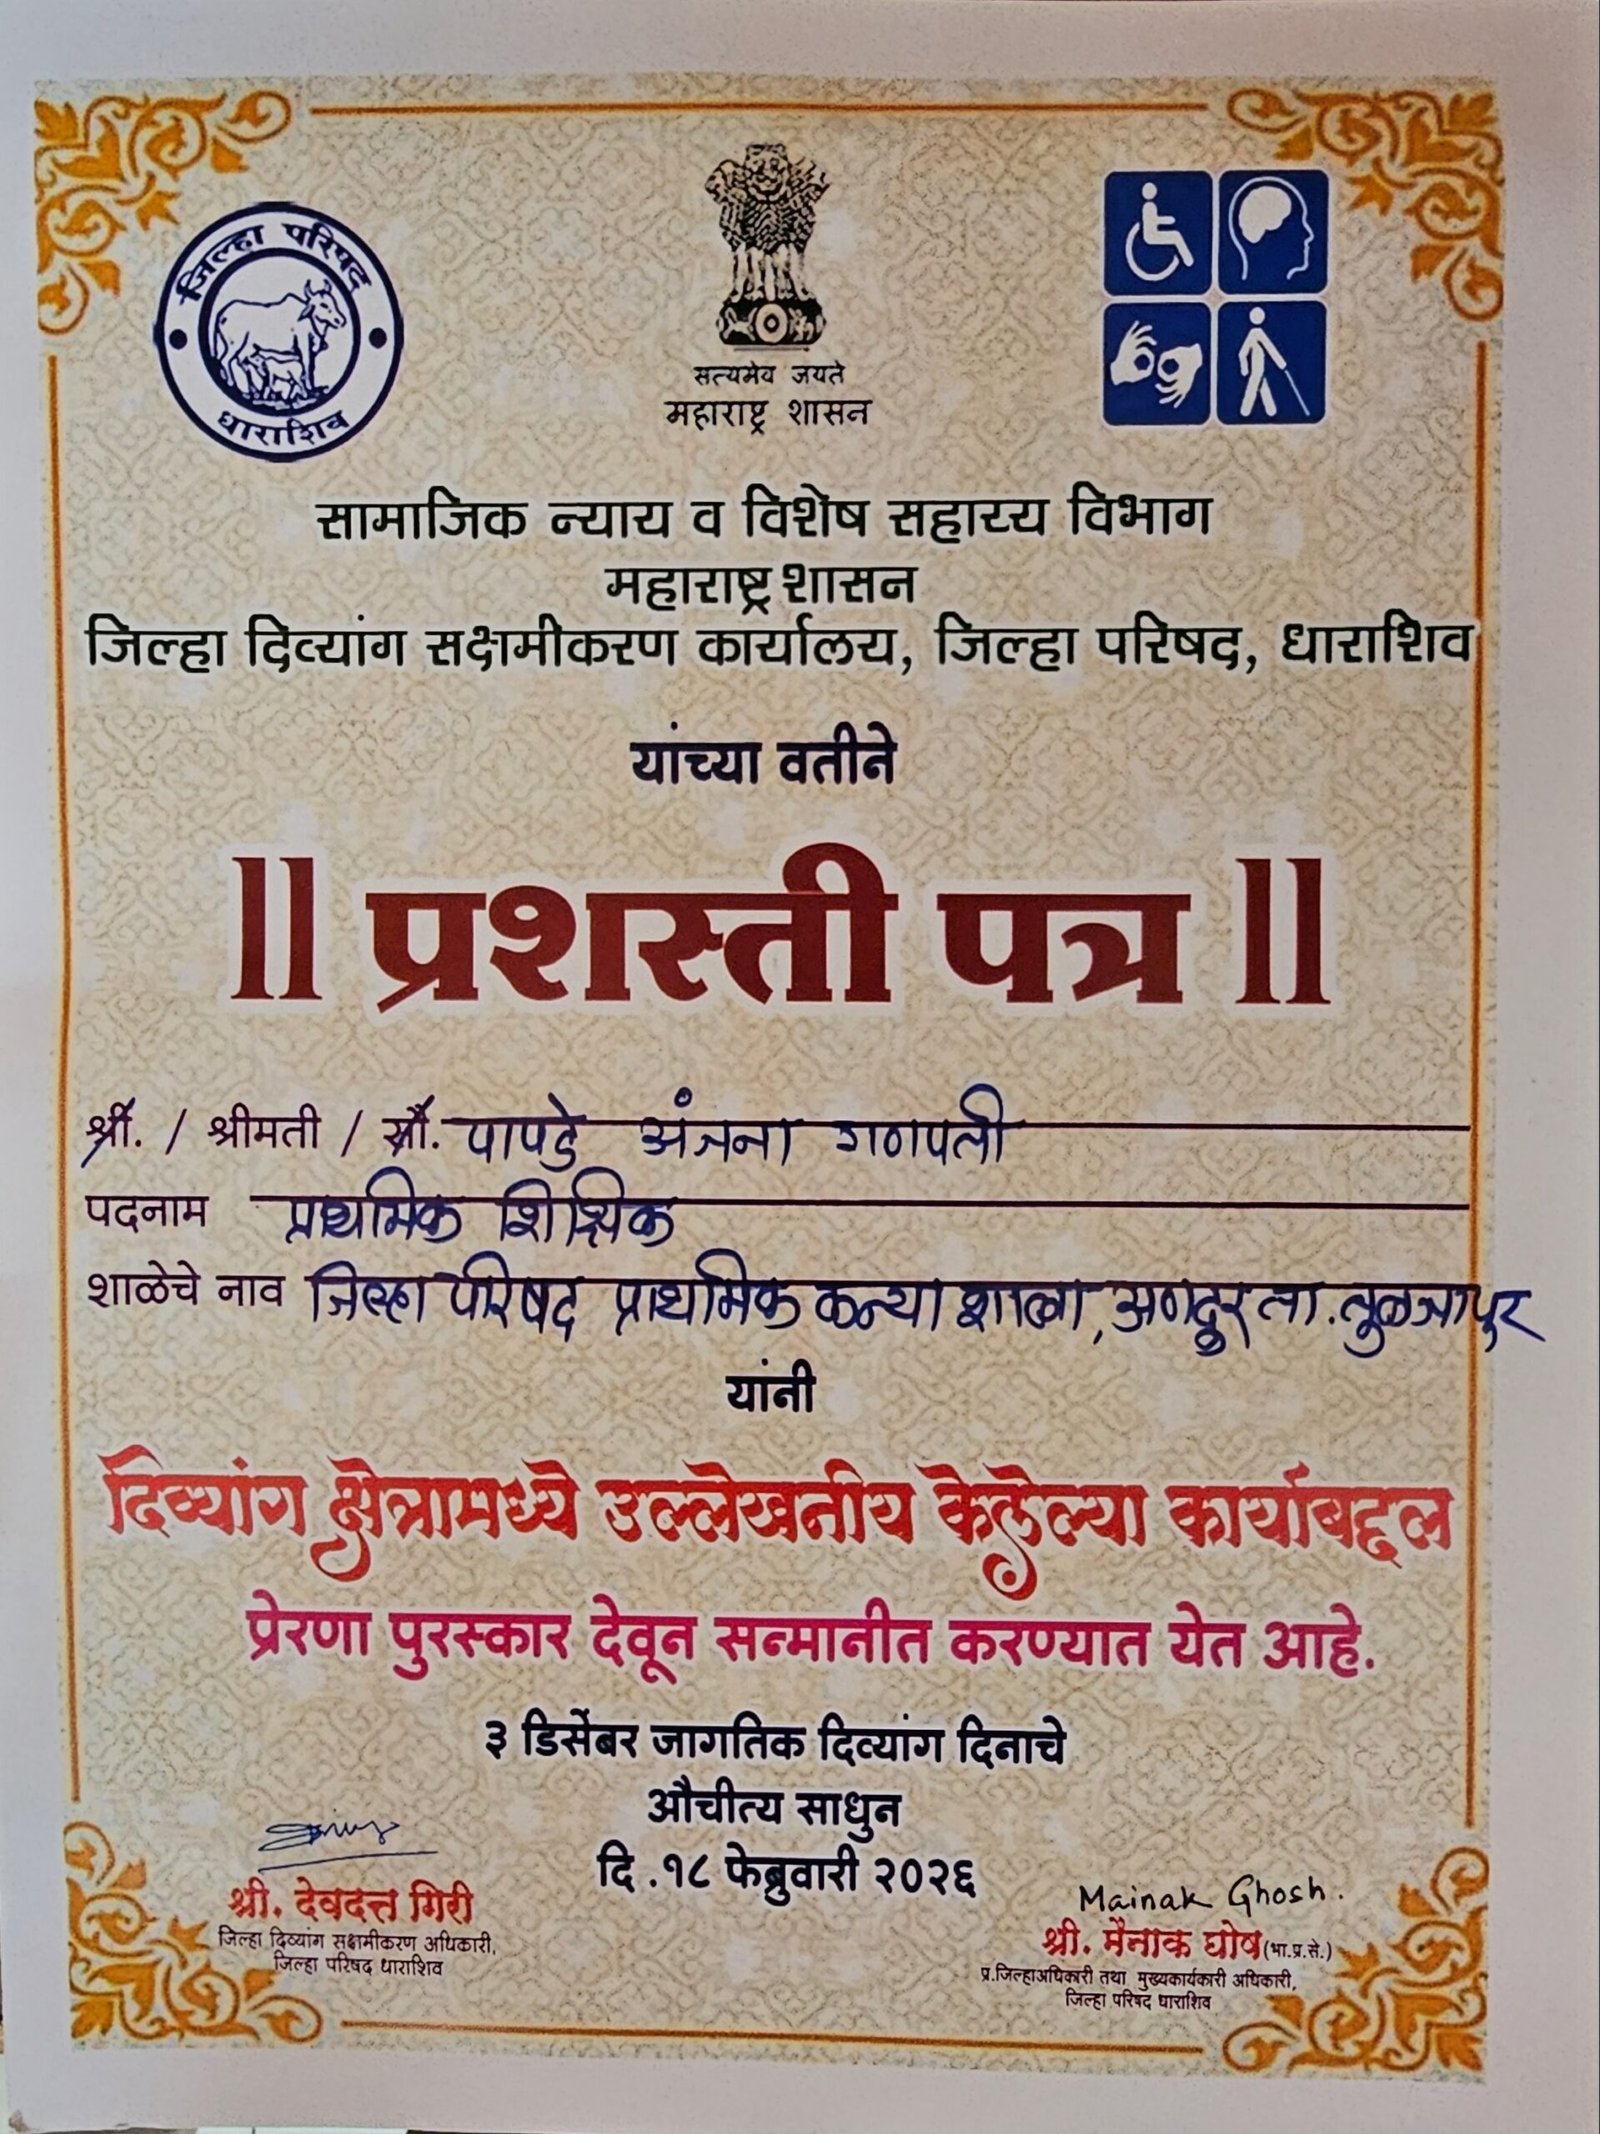 जिल्हा परिषद
धाराशिव
सत्यमेव जयते
महाराष्ट्र शासन
सामाजिक न्याय व विशेष सहाय्य विभाग
महाराष्ट्र शासन
जिल्हा दिव्यांग सक्षमीकरण कार्यालय, जिल्हा परिषद, धाराशिव
यांच्या वतीने
॥ प्रशस्ती पत्र ॥
श्री. / श्रीमती / सौ. पापडे अंजना गणपती
पदनाम प्राथमिक शिक्षिक
शाळेचे नाव जिल्हा परिषद प्राथमिक कन्या शाळा, अणदूर ता. तुळजापुर
यांनी
दिव्यांग क्षेत्रामध्ये उल्लेखनीय केलेल्या कार्याबद्दल
प्रेरणा पुरस्कार देवून सन्मानीत करण्यात येत आहे.
३ डिसेंबर जागतिक दिव्यांग दिनाचे
औचीत्य साधुन
दि .१८ फेब्रुवारी २०२६
श्री. देवदत्त गिरी
जिल्हा दिव्यांग सक्षमीकरण अधिकारी,
जिल्हा परिषद धाराशिव
Mainak Ghosh.
श्री. मैनाक घोष (भा.प्र.से.)
प्र.जिल्हाअधिकारी तथा मुख्यकार्यकारी अधिकारी,
जिल्हा परिषद धाराशिव